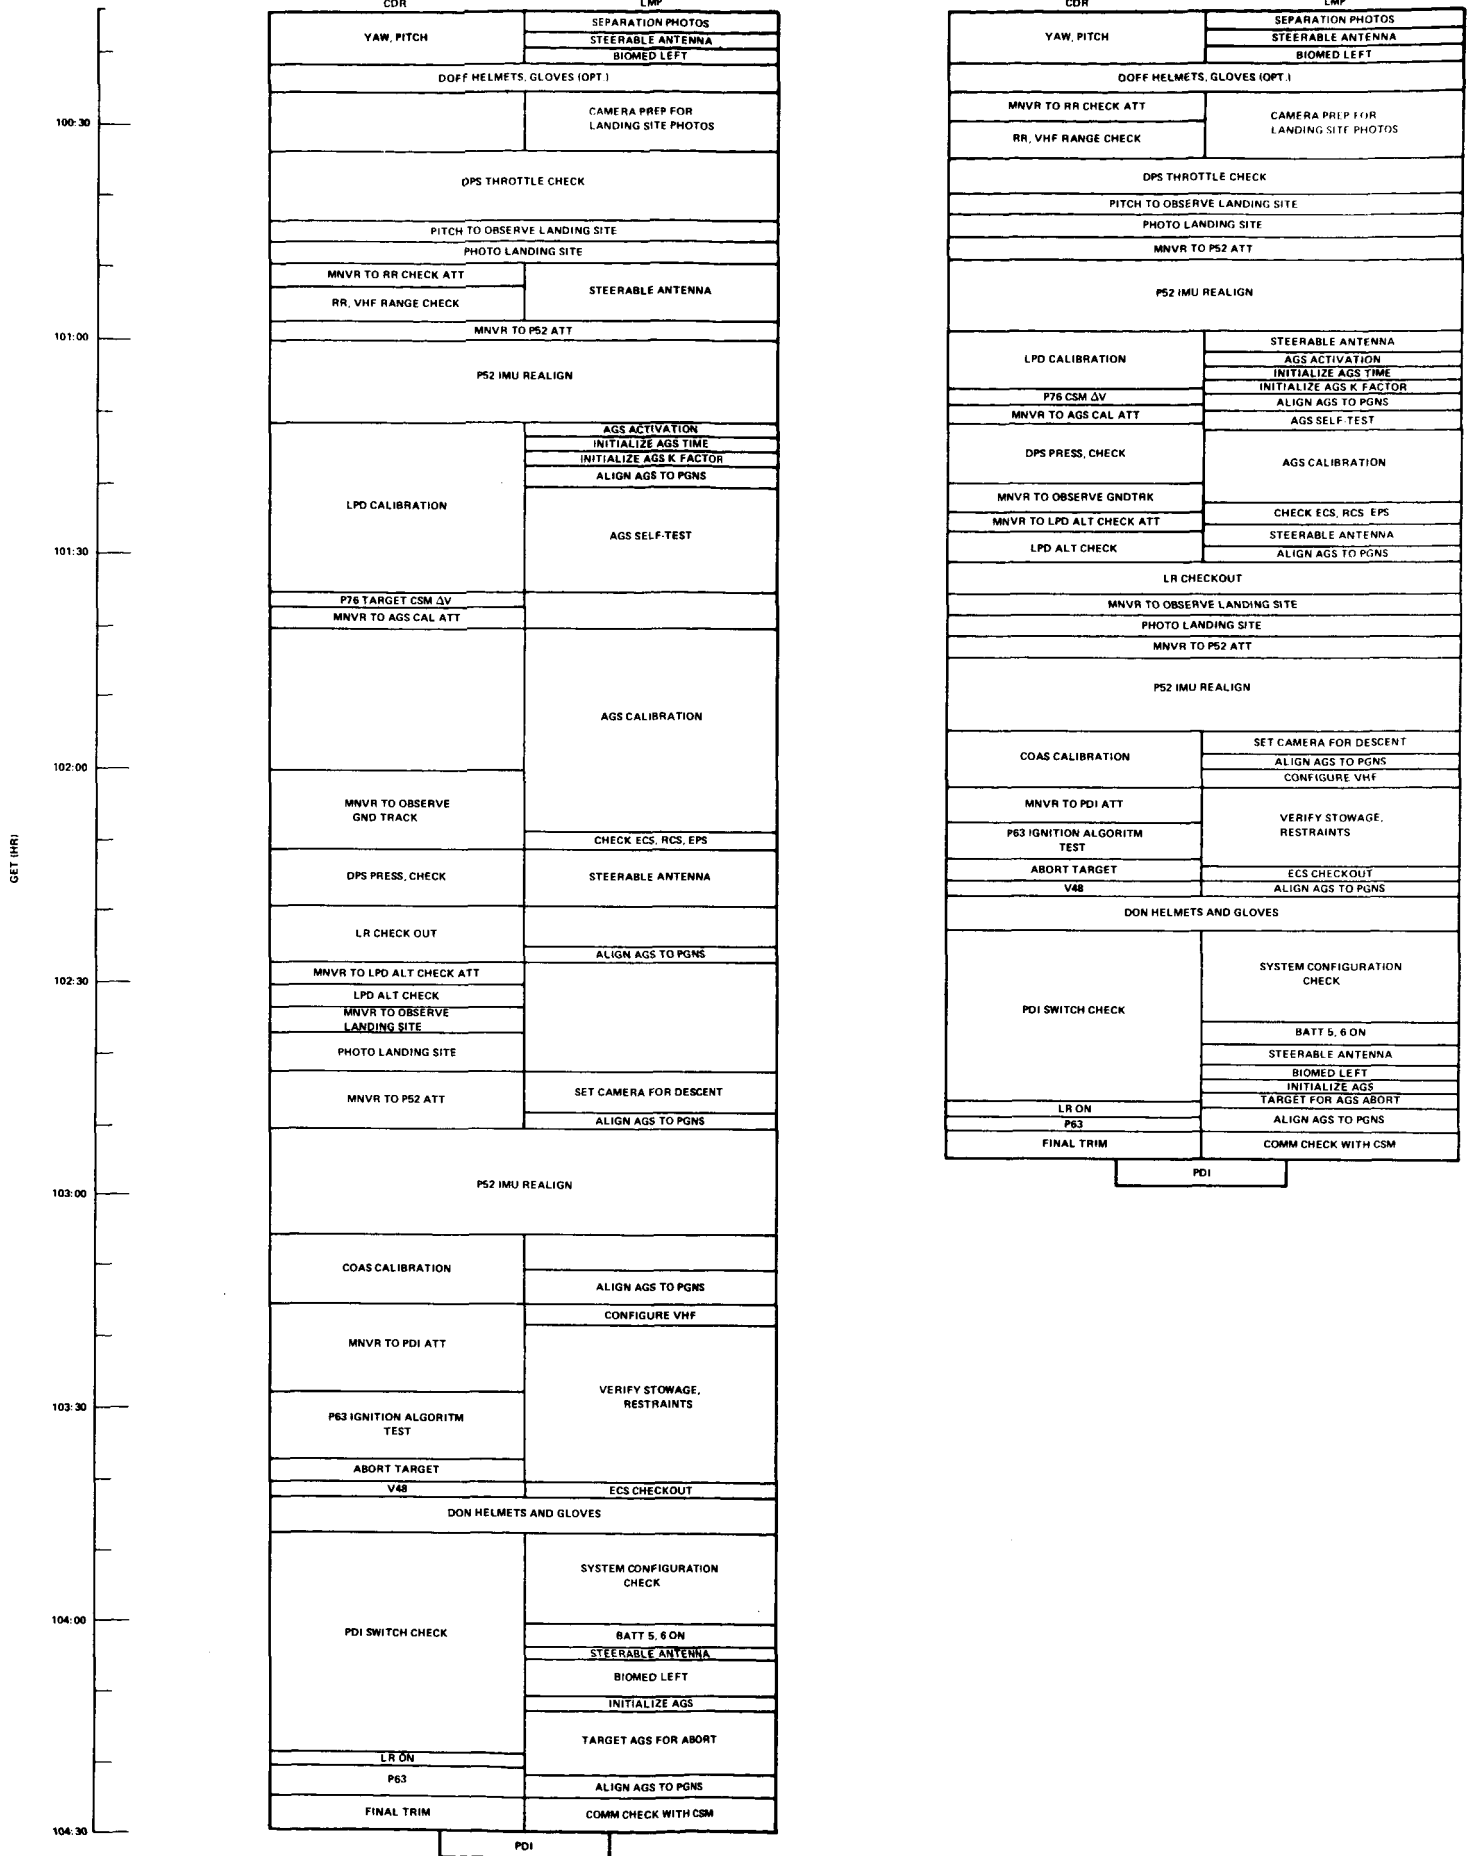 CDR
LMP
YAW, PITCH
SEPARATION PHOTOS
STEERABLE ANTENNA
BIOMED LEFT
DOFF HELMETS, GLOVES (OPT.)
CAMERA PREP FOR
LANDING SITE PHOTOS
DPS THROTTLE CHECK
PITCH TO OBSERVE LANDING SITE
PHOTO LANDING SITE
MNVR TO RR CHECK ATT
RR, VHF RANGE CHECK
STEERABLE ANTENNA
MNVR TO P52 ATT
P52 IMU REALIGN
LPD CALIBRATION
AGS ACTIVATION
INITIALIZE AGS TIME
INITIALIZE AGS K FACTOR
ALIGN AGS TO PGNS
AGS SELF-TEST
P76 TARGET CSM ΔV
MNVR TO AGS CAL ATT
AGS CALIBRATION
MNVR TO OBSERVE
GND TRACK
CHECK ECS, RCS, EPS
DPS PRESS, CHECK
STEERABLE ANTENNA
LR CHECK OUT
ALIGN AGS TO PGNS
MNVR TO LPD ALT CHECK ATT
LPD ALT CHECK
MNVR TO OBSERVE
LANDING SITE
PHOTO LANDING SITE
MNVR TO P52 ATT
SET CAMERA FOR DESCENT
ALIGN AGS TO PGNS
P52 IMU REALIGN
COAS CALIBRATION
ALIGN AGS TO PGNS
CONFIGURE VHF
MNVR TO PDI ATT
VERIFY STOWAGE,
RESTRAINTS
P63 IGNITION ALGORITM
TEST
ABORT TARGET
V48
ECS CHECKOUT
DON HELMETS AND GLOVES
PDI SWITCH CHECK
SYSTEM CONFIGURATION
CHECK
BATT 5, 6 ON
STEERABLE ANTENNA
BIOMED LEFT
INITIALIZE AGS
TARGET AGS FOR ABORT
LR ON
P63
ALIGN AGS TO PGNS
FINAL TRIM
COMM CHECK WITH CSM
PDI
GET (HR)
100:30
101:00
101:30
102:00
102:30
103:00
103:30
104:00
104:30
CDR
LMP
YAW, PITCH
SEPARATION PHOTOS
STEERABLE ANTENNA
BIOMED LEFT
DOFF HELMETS, GLOVES (OPT.)
MNVR TO RR CHECK ATT
RR, VHF RANGE CHECK
CAMERA PREP FOR
LANDING SITE PHOTOS
DPS THROTTLE CHECK
PITCH TO OBSERVE LANDING SITE
PHOTO LANDING SITE
MNVR TO P52 ATT
P52 IMU REALIGN
LPD CALIBRATION
STEERABLE ANTENNA
AGS ACTIVATION
INITIALIZE AGS TIME
INITIALIZE AGS K FACTOR
P76 CSM ΔV
ALIGN AGS TO PGNS
MNVR TO AGS CAL ATT
AGS SELF-TEST
DPS PRESS, CHECK
AGS CALIBRATION
MNVR TO OBSERVE GNDTRK
CHECK ECS, RCS EPS
MNVR TO LPD ALT CHECK ATT
STEERABLE ANTENNA
LPD ALT CHECK
ALIGN AGS TO PGNS
LR CHECKOUT
MNVR TO OBSERVE LANDING SITE
PHOTO LANDING SITE
MNVR TO P52 ATT
P52 IMU REALIGN
COAS CALIBRATION
SET CAMERA FOR DESCENT
ALIGN AGS TO PGNS
CONFIGURE VHF
MNVR TO PDI ATT
VERIFY STOWAGE,
RESTRAINTS
P63 IGNITION ALGORITM
TEST
ABORT TARGET
ECS CHECKOUT
V48
ALIGN AGS TO PGNS
DON HELMETS AND GLOVES
PDI SWITCH CHECK
SYSTEM CONFIGURATION
CHECK
BATT 5, 6 ON
STEERABLE ANTENNA
BIOMED LEFT
INITIALIZE AGS
TARGET FOR AGS ABORT
LR ON
P63
ALIGN AGS TO PGNS
FINAL TRIM
COMM CHECK WITH CSM
PDI